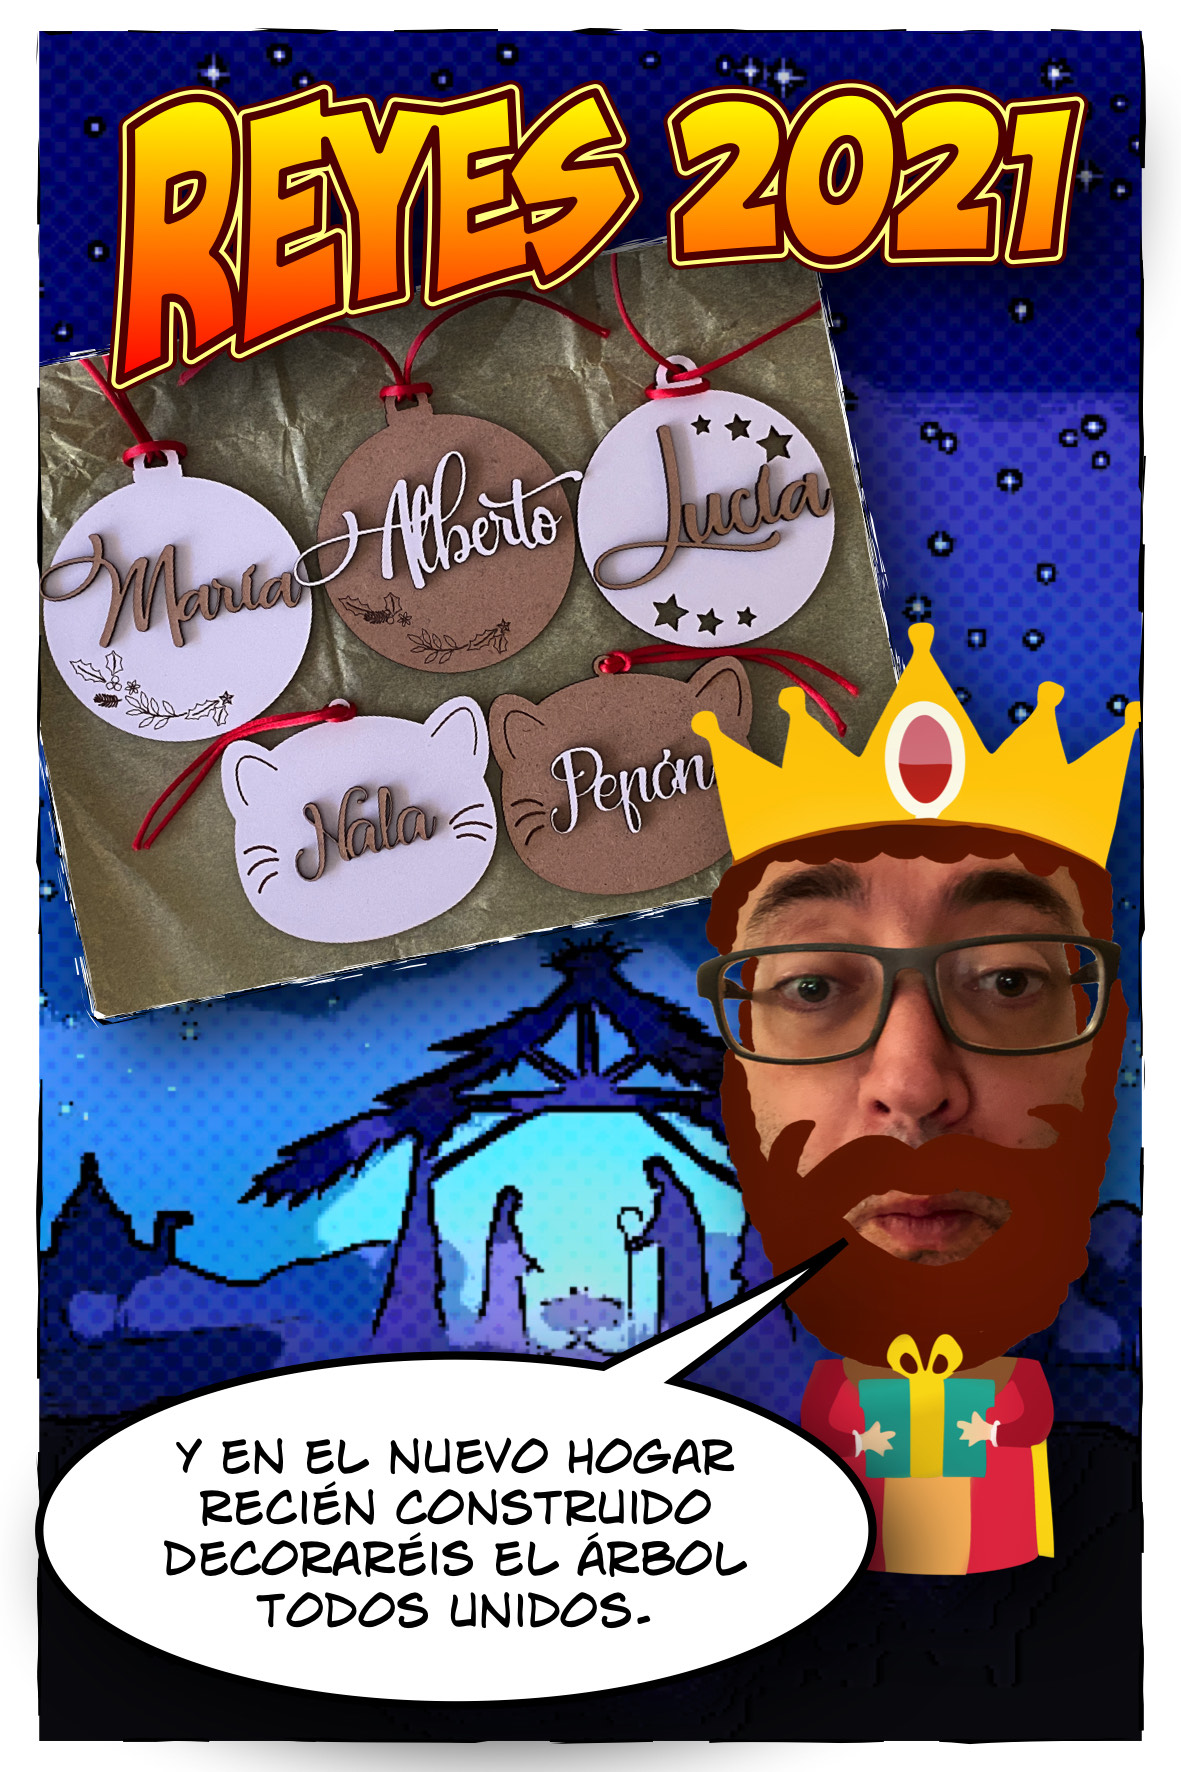 REYES 2021
María
Alberto
Lucía
Nala
Pepón
Y EN EL NUEVO HOGAR
RECIÉN CONSTRUIDO
DECORARÉIS EL ÁRBOL
TODOS UNIDOS.